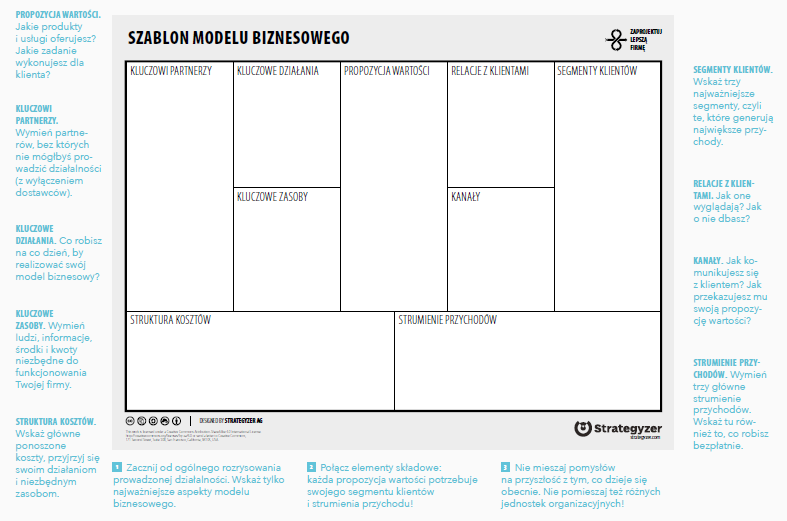 PROPOZYCJA WARTOŚCI.
Jakie produkty
i usługi oferujesz?
Jakie zadanie
wykonujesz dla
klienta?
KLUCZOWI
PARTNERZY.
Wymień partne-
rów, bez których
nie mógłbyś pro-
wadzić działalności
(z wyłączeniem
dostawców).
KLUCZOWE
DZIAŁANIA. Co robisz
na co dzień, by
realizować swój
model biznesowy?
KLUCZOWE
ZASOBY. Wymień
ludzi, informacje,
środki i kwoty
niezbędne do
funkcjonowania
Twojej firmy.
STRUKTURA KOSZTÓW.
Wskaż główne
ponoszone
koszty, przyjrzyj się
swoim działaniom
i niezbędnym
zasobom.
SZABLON MODELU BIZNESOWEGO
ZAPROJEKTUJ
LEPSZĄ
FIRMĘ
KLUCZOWI PARTNERZY
KLUCZOWE DZIAŁANIA
PROPOZYCJA WARTOŚCI
RELACJE Z KLIENTAMI
SEGMENTY KLIENTÓW
KLUCZOWE ZASOBY
KANAŁY
STRUKTURA KOSZTÓW
STRUMIENIE PRZYCHODÓW
DESIGNED BY STRATEGYZER AG
Strategyzer
strategyzer.com
SEGMENTY KLIENTÓW.
Wskaż trzy
najważniejsze
segmenty, czyli
te, które generują
największe przy-
chody.
RELACJE Z KLIEN-
TAMI. Jak one
wyglądają? Jak
o nie dbasz?
KANAŁY. Jak ko-
munikujesz się
z klientem? Jak
przekazujesz mu
swoją propozy-
cję wartości?
STRUMIENIE PRZY-
CHODÓW. Wymień
trzy główne
strumienie
przychodów.
Wskaż tu rów-
nież to, co robisz
bezpłatnie.
1 Zacznij od ogólnego rozrysowania
prowadzonej działalności. Wskaż tylko
najważniejsze aspekty modelu
biznesowego.
2 Połącz elementy składowe:
każda propozycja wartości potrzebuje
swojego segmentu klientów
i strumienia przychodu!
3 Nie mieszaj pomysłów
na przyszłość z tym, co dzieje się
obecnie. Nie pomieszaj też różnych
jednostek organizacyjnych!